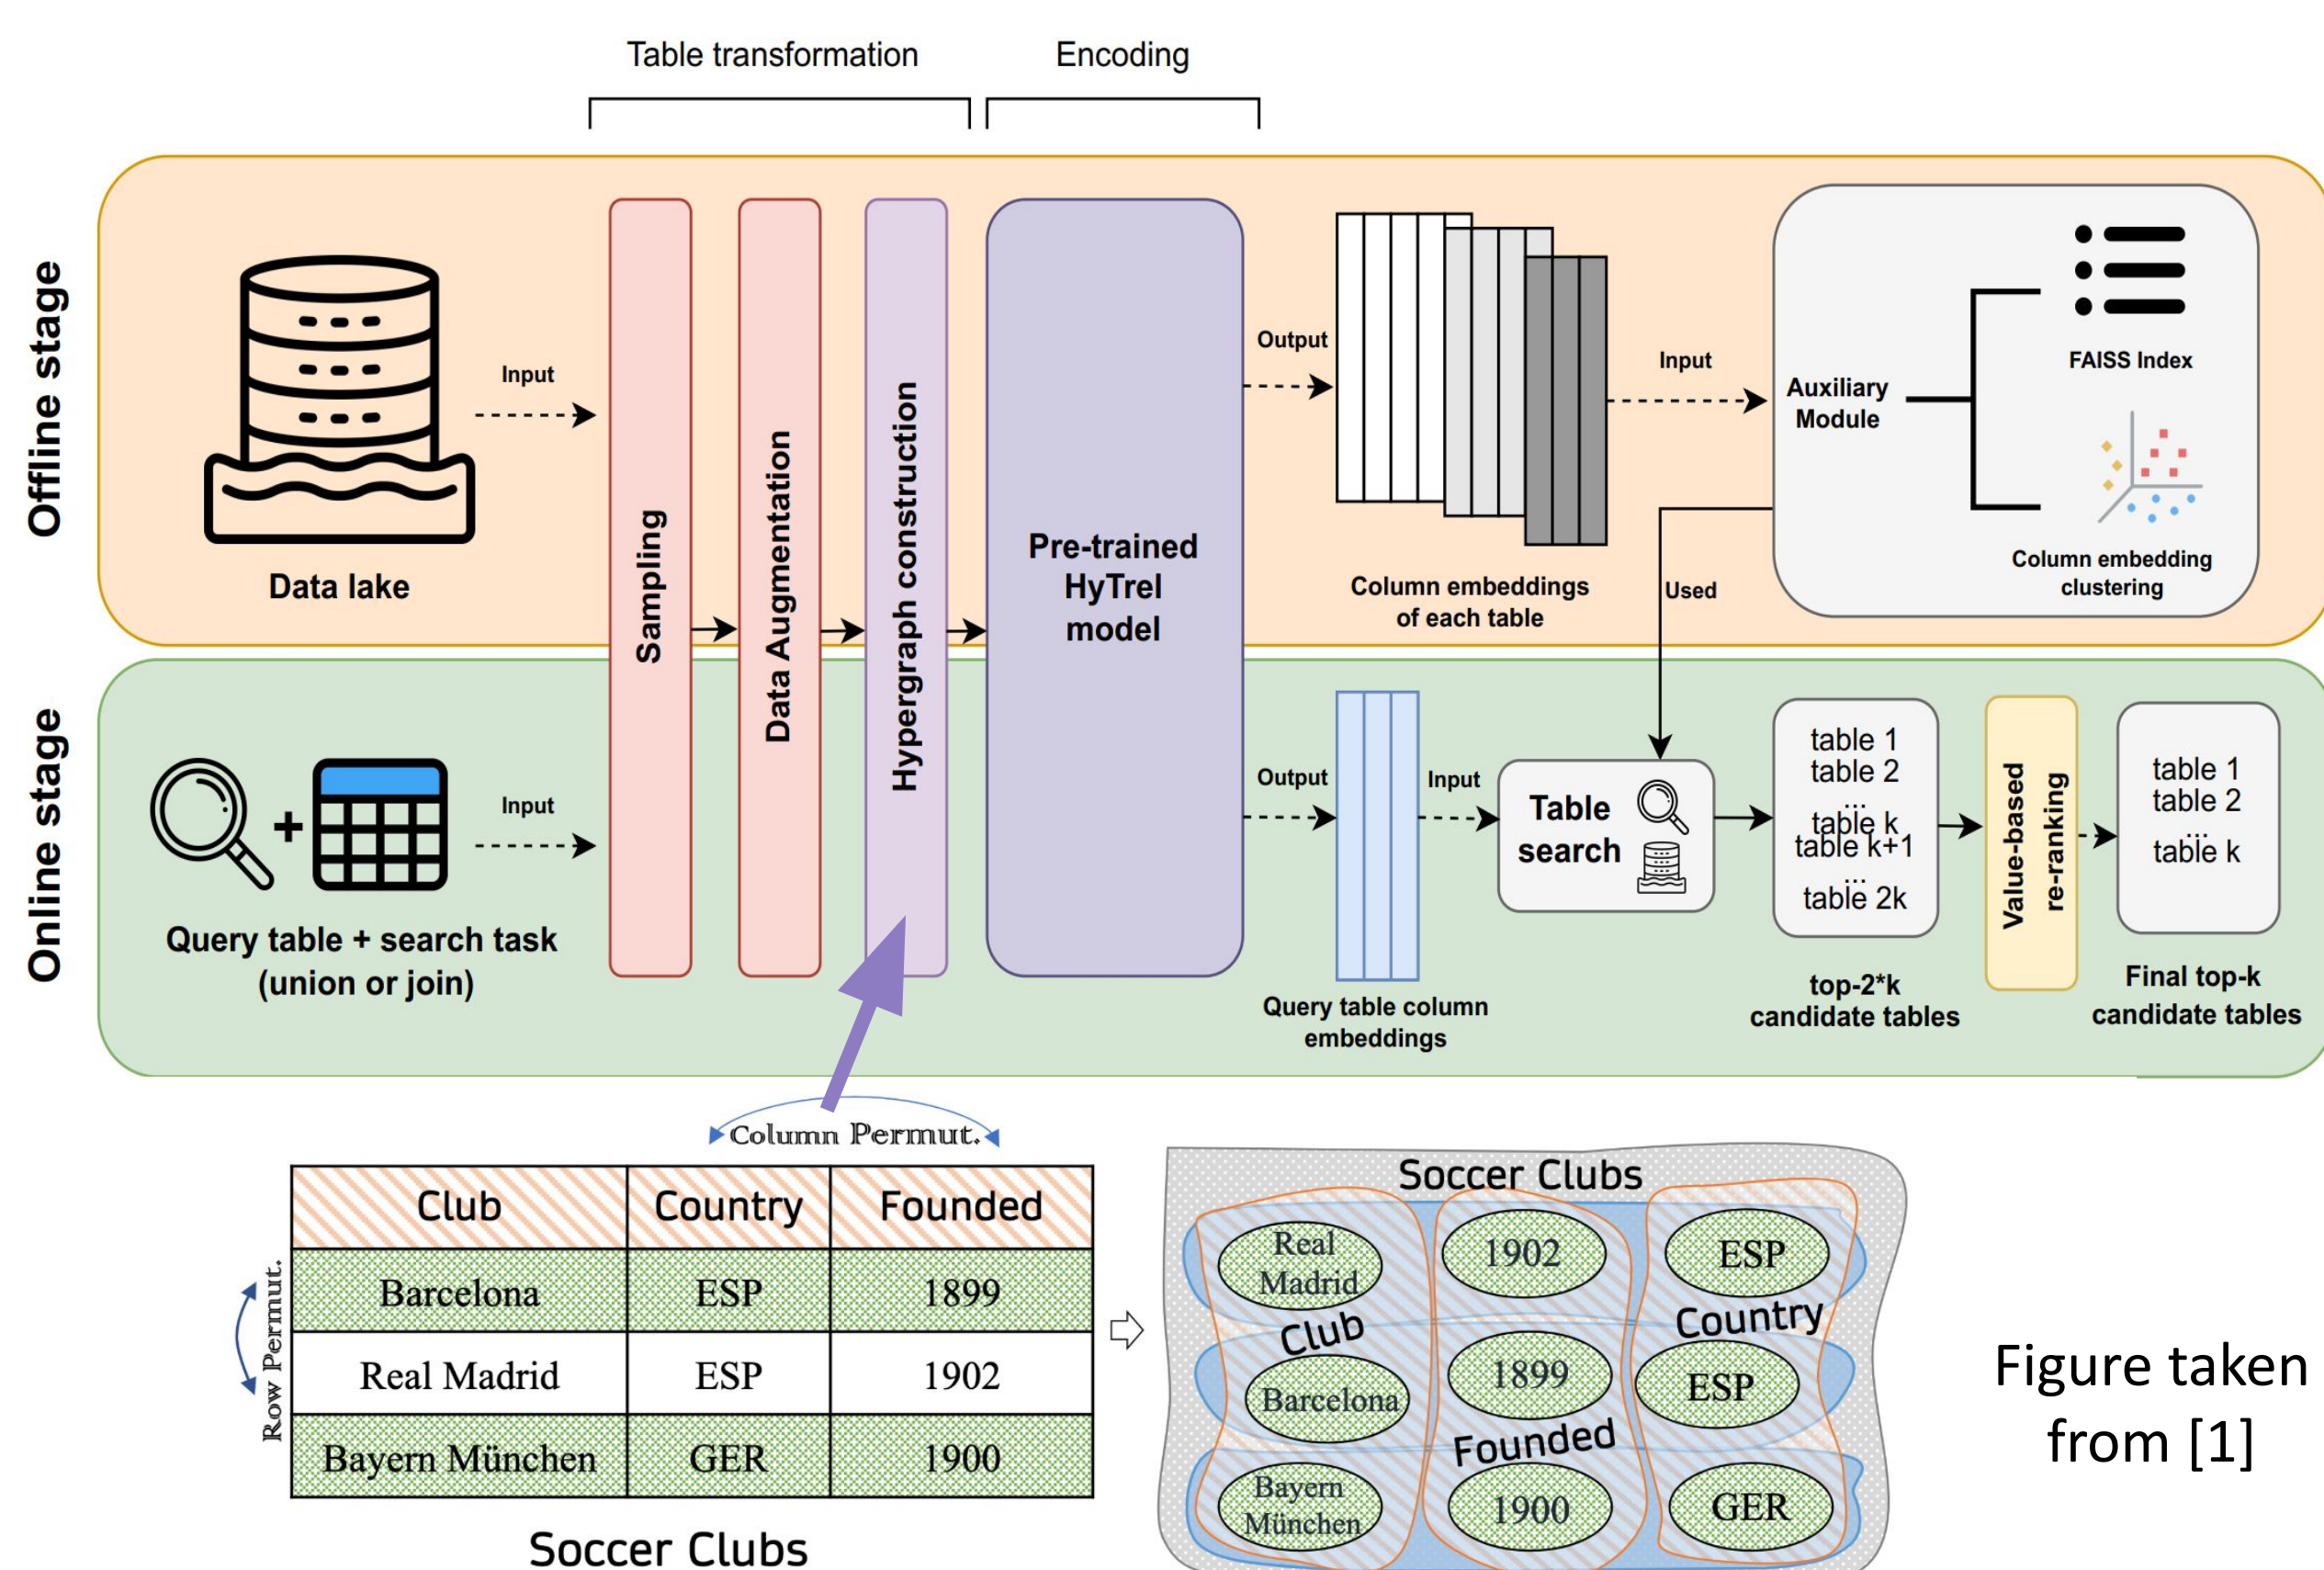 Table transformation
Encoding
Offline stage
Data lake
Input
Sampling
Data Augmentation
Hypergraph construction
Pre-trained
HyTrel
model
Output
Column embeddings
of each table
Input
Auxiliary
Module
FAISS Index
Column embedding
clustering
Used
Online stage
+
Query table + search task
(union or join)
Input
Output
Query table column
embeddings
Input
Table
search
table 1
table 2
...
table k
table k+1
...
table 2k
top-2*k
candidate tables
Value-based
re-ranking
table 1
table 2
...
table k
Final top-k
candidate tables
Column Permut.
Row Permut.
Club Country Founded
Barcelona ESP 1899
Real Madrid ESP 1902
Bayern München GER 1900
Soccer Clubs
Soccer Clubs
Real
Madrid
1902
ESP
Club
Country
Barcelona
1899
ESP
Founded
Bayern
München
1900
GER
Figure taken
from [1]